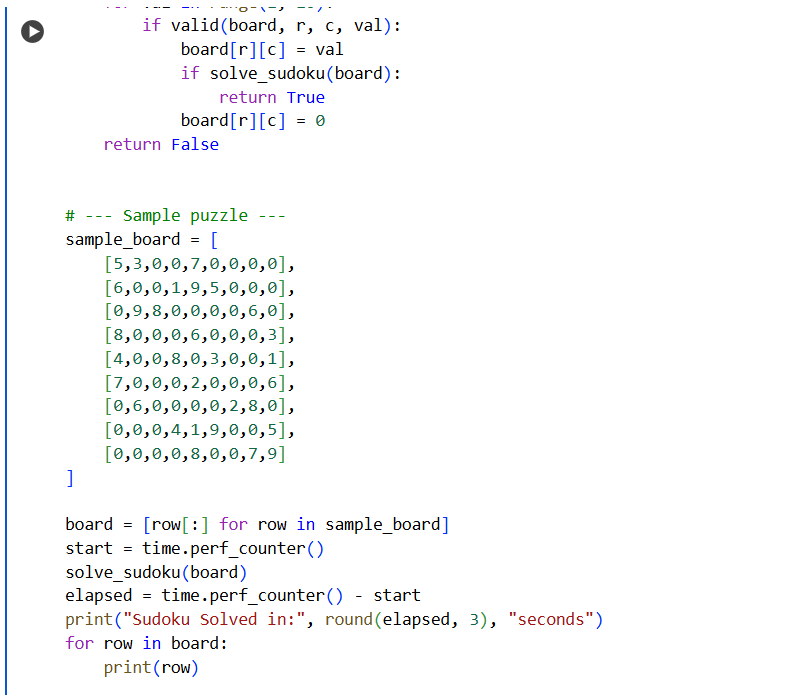 if valid(board, r, c, val):
                board[r][c] = val
                if solve_sudoku(board):
                    return True
                board[r][c] = 0
    return False
# --- Sample puzzle ---
sample_board = [
    [5,3,0,0,7,0,0,0,0],
    [6,0,0,1,9,5,0,0,0],
    [0,9,8,0,0,0,0,6,0],
    [8,0,0,0,6,0,0,0,3],
    [4,0,0,8,0,3,0,0,1],
    [7,0,0,0,2,0,0,0,6],
    [0,6,0,0,0,0,2,8,0],
    [0,0,0,4,1,9,0,0,5],
    [0,0,0,0,8,0,0,7,9]
]
board = [row[:] for row in sample_board]
start = time.perf_counter()
solve_sudoku(board)
elapsed = time.perf_counter() - start
print("Sudoku Solved in:", round(elapsed, 3), "seconds")
for row in board:
    print(row)